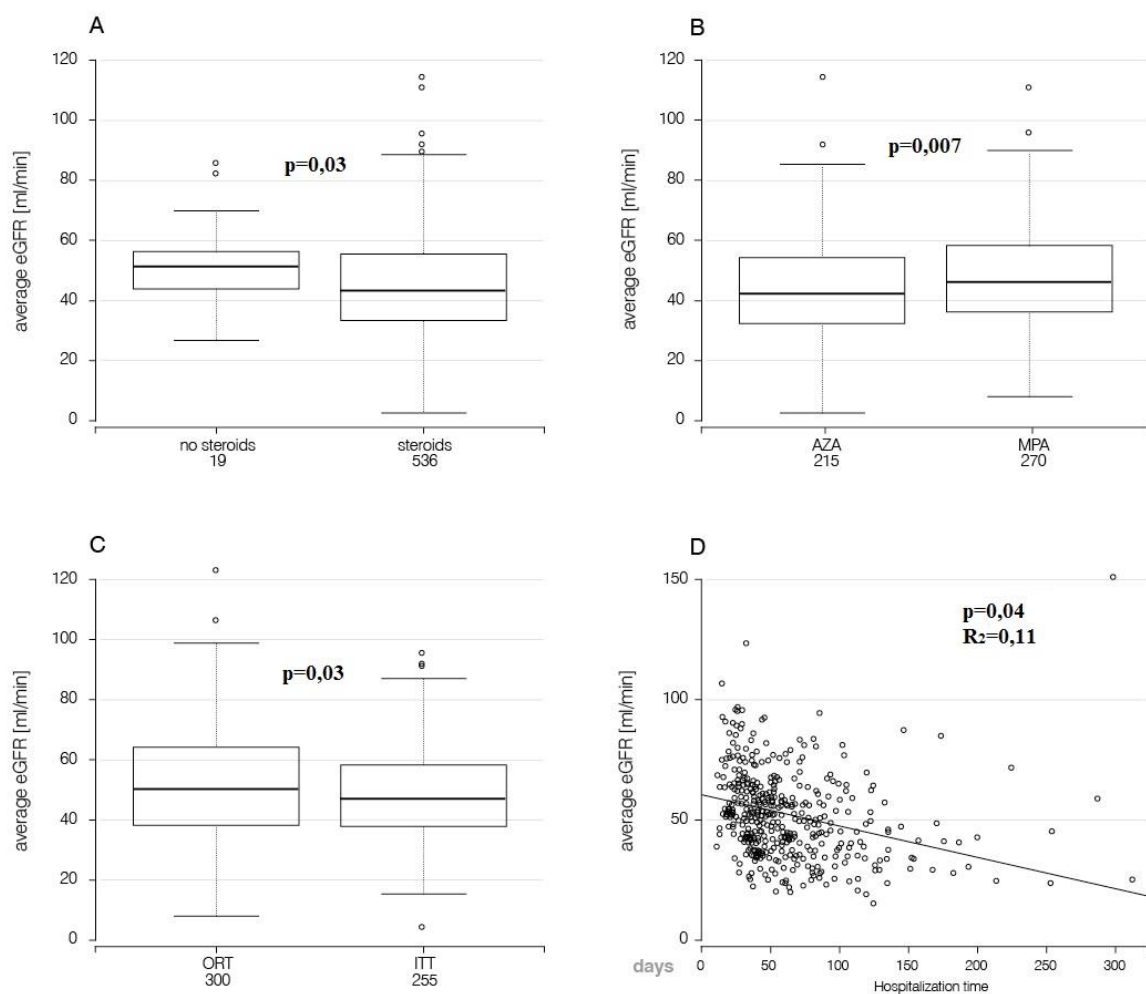 A
average eGFR [ml/min]
120
100
80
60
40
20
0
p=0,03
no steroids
19
steroids
536
B
average eGFR [ml/min]
120
100
80
60
40
20
0
p=0,007
AZA
215
MPA
270
C
average eGFR [ml/min]
120
100
80
60
40
20
0
p=0,03
ORT
300
ITT
255
D
average eGFR [ml/min]
150
100
50
0
p=0,04
R₂=0,11
days
0 50 100 150 200 250 300
Hospitalization time